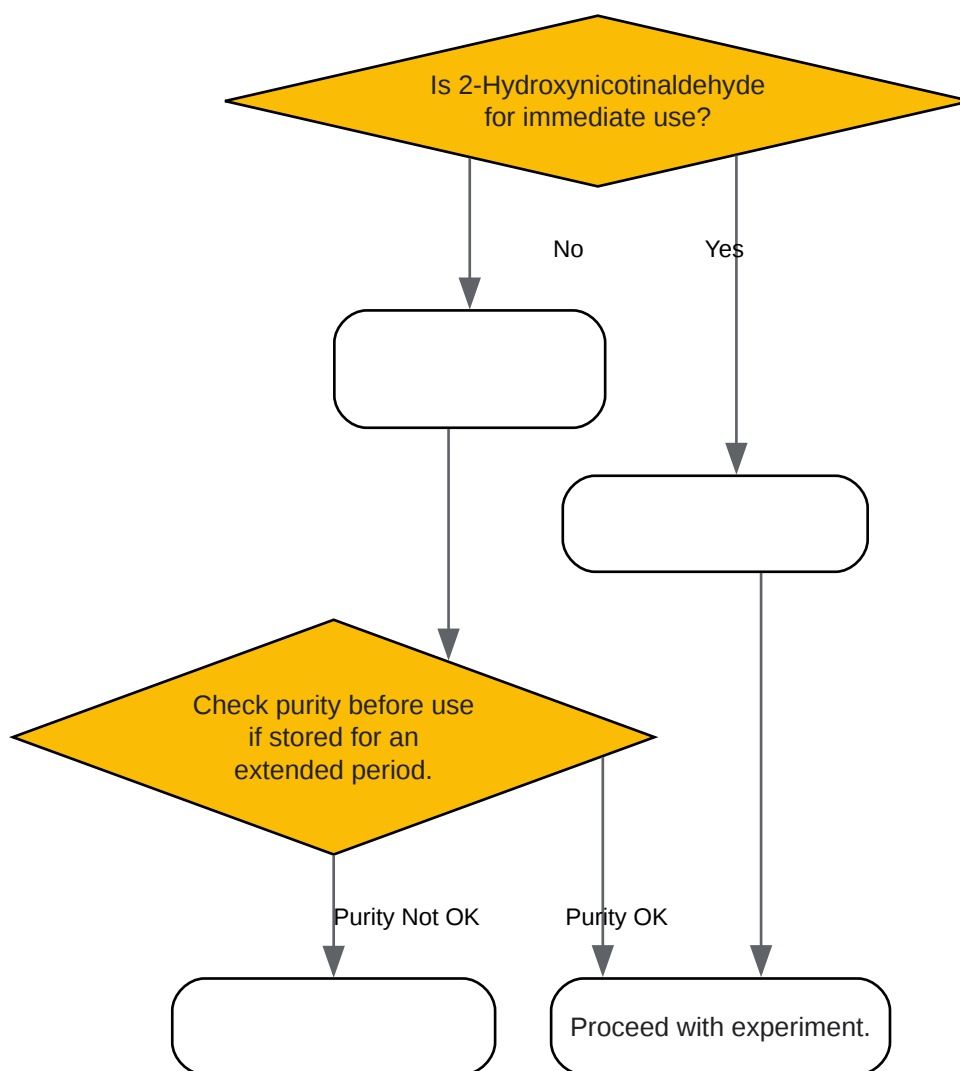 Is 2-Hydroxynicotinaldehyde
for immediate use?
No
Yes
Check purity before use
if stored for an
extended period.
Purity Not OK
Purity OK
Proceed with experiment.